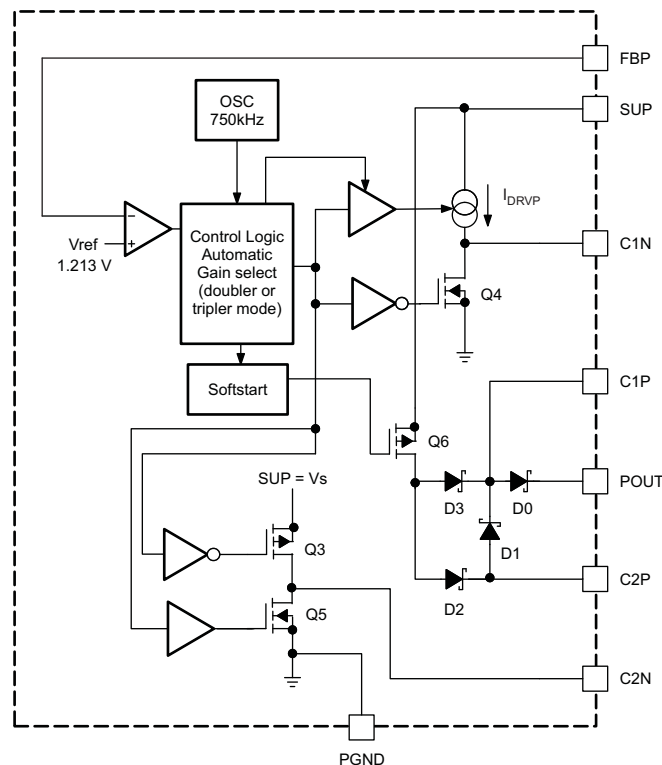 FBP
OSC
750kHz
SUP
I_DRVP
−
+
Vref
1.213 V
Control Logic
Automatic
Gain select
(doubler or
tripler mode)
C1N
Q4
Softstart
C1P
Q6
SUP = Vs
D3
D0
POUT
Q3
D1
D2
C2P
Q5
C2N
PGND